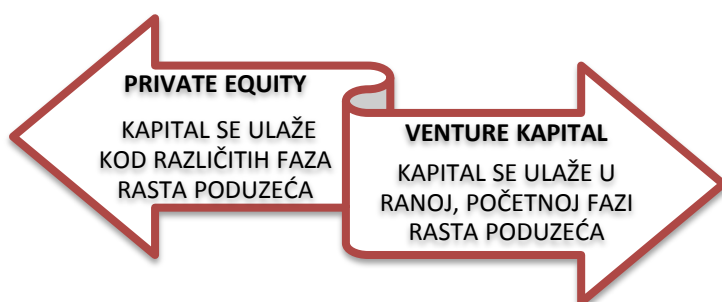 PRIVATE EQUITY
KAPITAL SE ULAŽE
KOD RAZLIČITIH FAZA
RASTA PODUZEĆA
VENTURE KAPITAL
KAPITAL SE ULAŽE U
RANOJ, POČETNOJ FAZI
RASTA PODUZEĆA